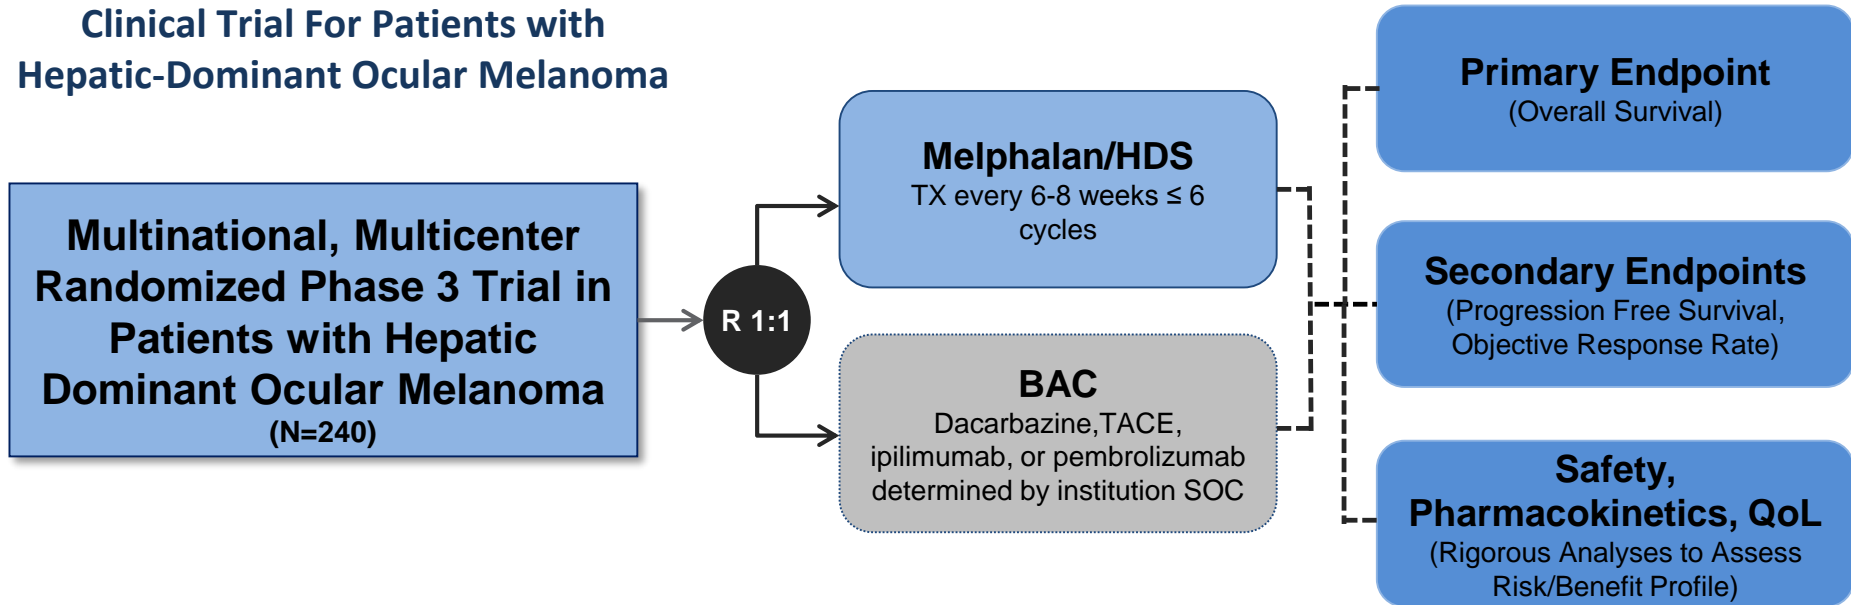 Clinical Trial For Patients with
Hepatic-Dominant Ocular Melanoma
Multinational, Multicenter
Randomized Phase 3 Trial in
Patients with Hepatic
Dominant Ocular Melanoma
(N=240)
R 1:1
Melphalan/HDS
TX every 6-8 weeks ≤ 6
cycles
BAC
Dacarbazine,TACE,
ipilimumab, or pembrolizumab
determined by institution SOC
Primary Endpoint
(Overall Survival)
Secondary Endpoints
(Progression Free Survival,
Objective Response Rate)
Safety,
Pharmacokinetics, QoL
(Rigorous Analyses to Assess
Risk/Benefit Profile)